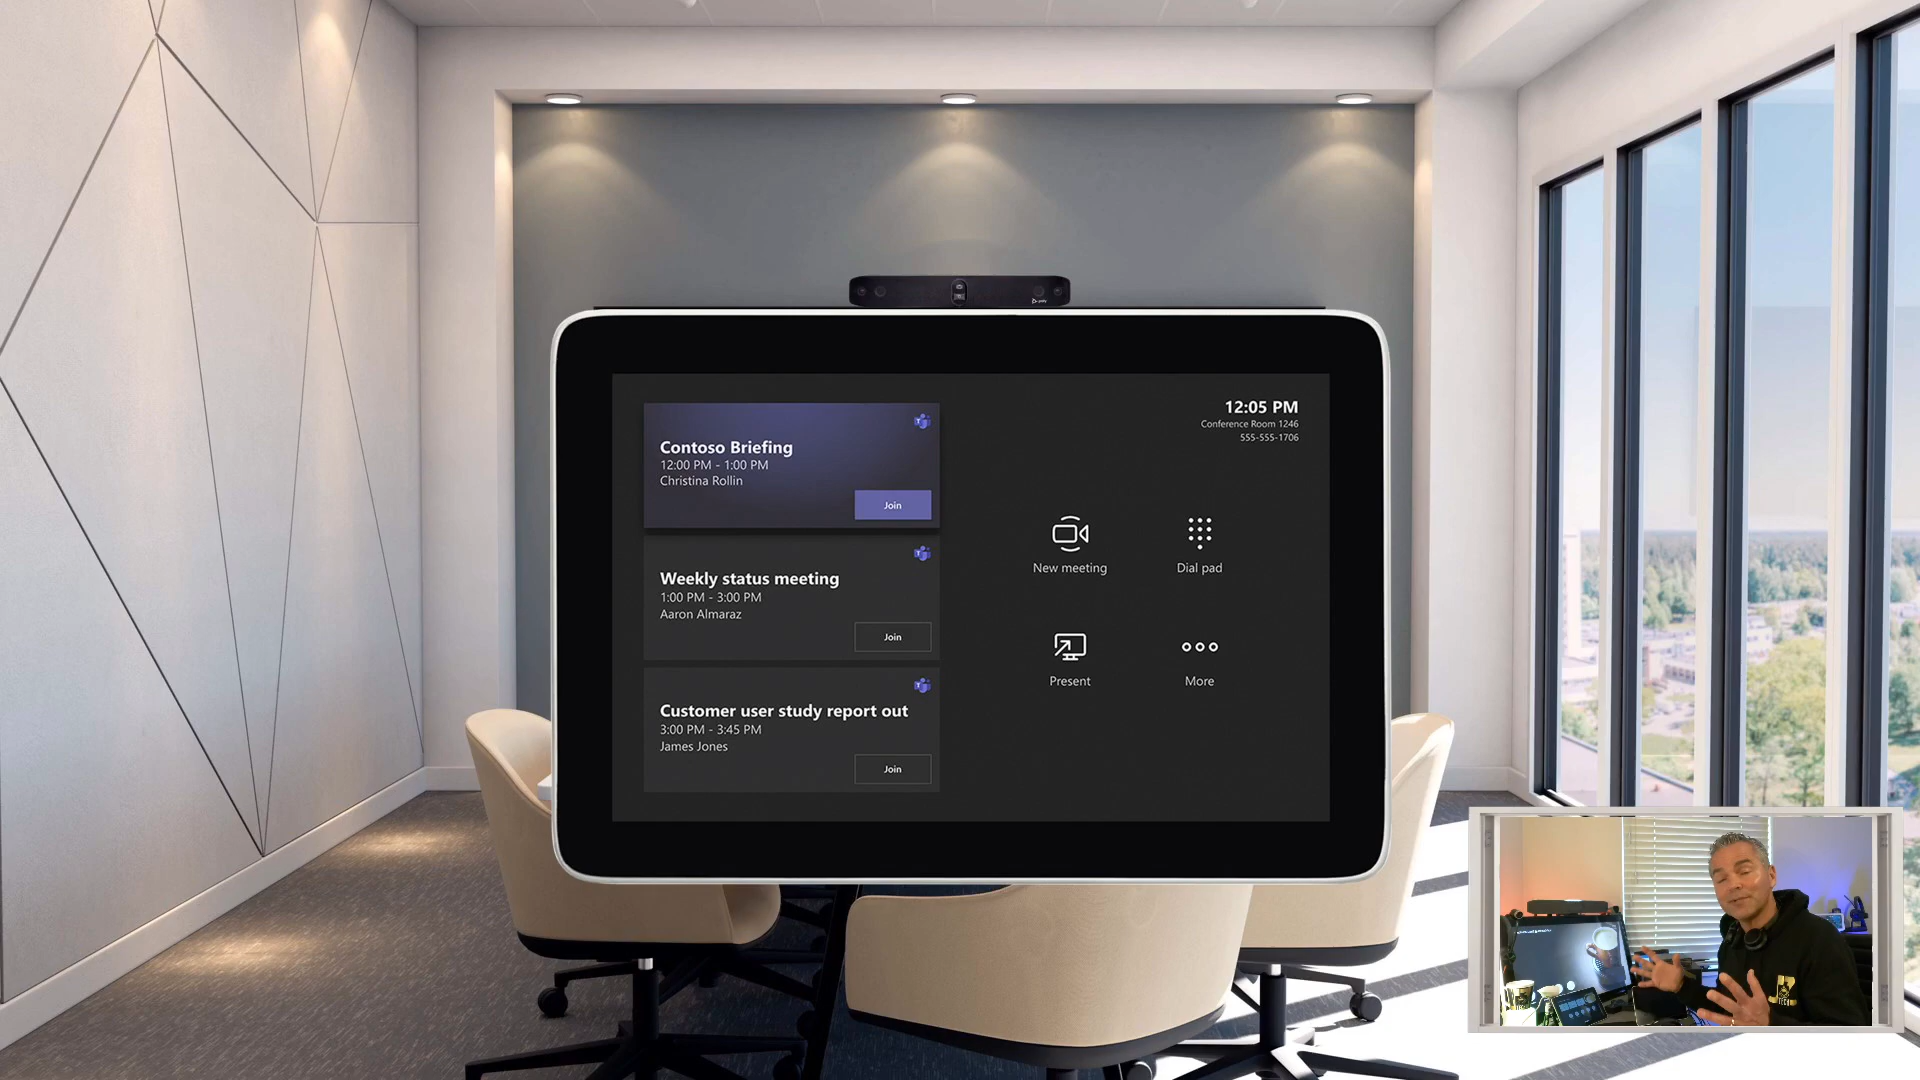 poly
Contoso Briefing
12:00 PM - 1:00 PM
Christina Rollin
Join
Weekly status meeting
1:00 PM - 3:00 PM
Aaron Almaraz
Join
Customer user study report out
3:00 PM - 3:45 PM
James Jones
Join
12:05 PM
Conference Room 1246
555-555-1706
New meeting
Dial pad
Present
More